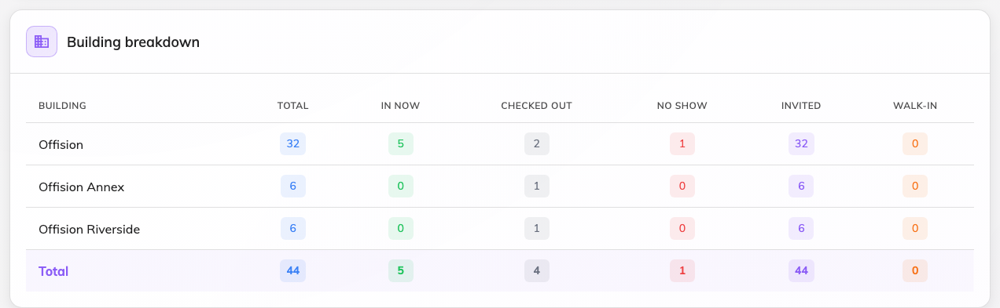 Building breakdown
BUILDING TOTAL IN NOW CHECKED OUT NO SHOW INVITED WALK-IN
Offision 32 5 2 1 32 0
Offision Annex 6 0 1 0 6 0
Offision Riverside 6 0 1 0 6 0
Total 44 5 4 1 44 0